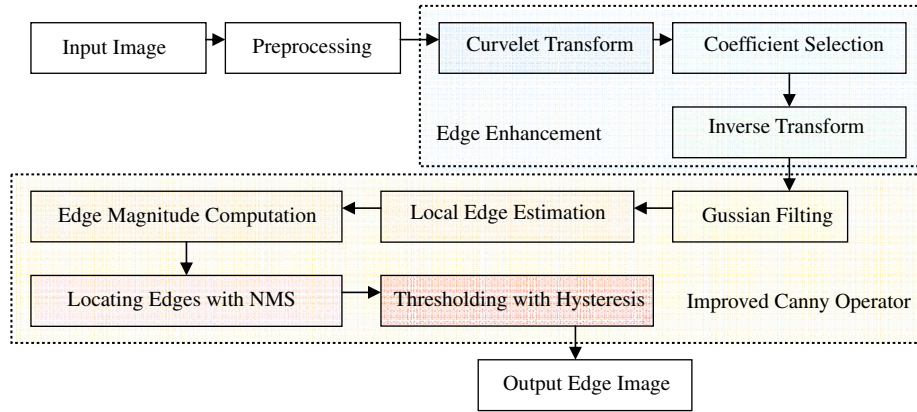 Input Image
Preprocessing
Curvelet Transform
Coefficient Selection
Edge Enhancement
Inverse Transform
Gussian Filting
Local Edge Estimation
Edge Magnitude Computation
Locating Edges with NMS
Thresholding with Hysteresis
Improved Canny Operator
Output Edge Image